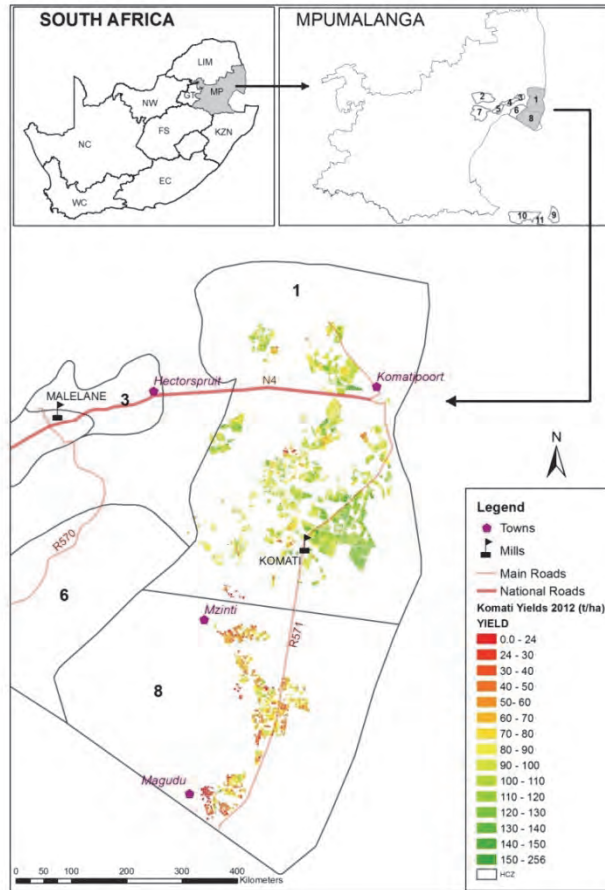 SOUTH AFRICA
LIM
NW
GT
MP
FS
KZN
NC
EC
WC
MPUMALANGA
2
3
1
4
7
5
6
8
10
11
9
1
Hectorspruit
N4
Komatipoort
MALELANE
3
R570
KOMATI
6
Mzinti
R571
8
Magudu
N
Legend
Towns
Mills
Main Roads
National Roads
Komati Yields 2012 (t/ha)
YIELD
0.0 - 24
24 - 30
30 - 40
40 - 50
50- 60
60 - 70
70 - 80
80 - 90
90 - 100
100 - 110
110 - 120
120 - 130
130 - 140
140 - 150
150 - 256
HCZ
0 50 100 200 300 400
Kilometers